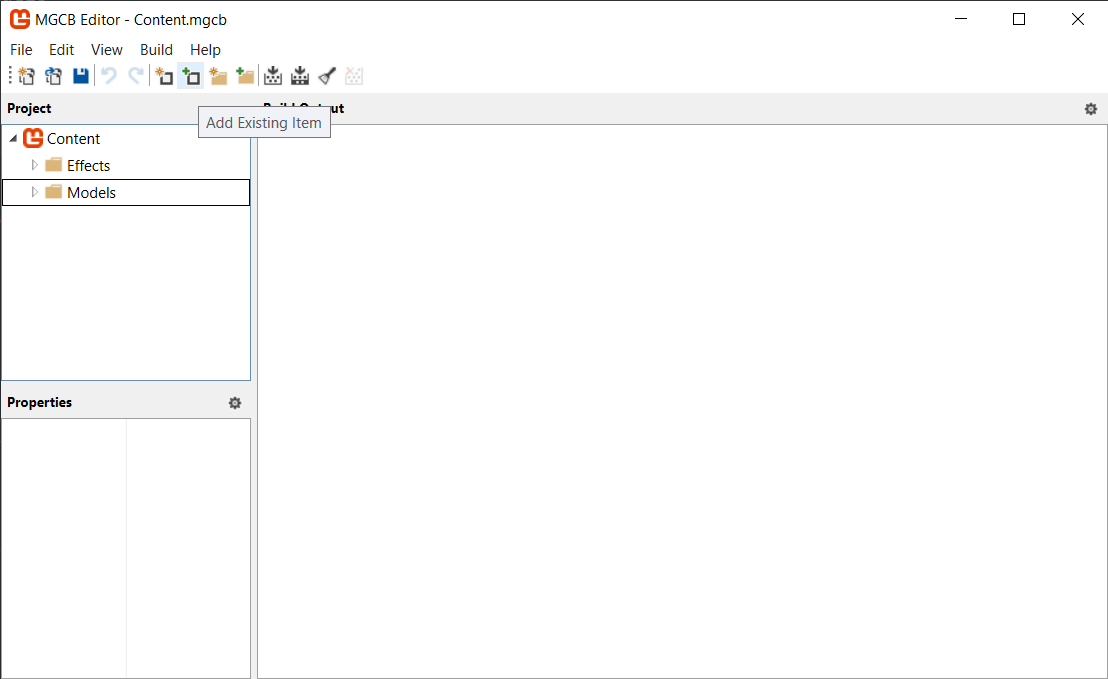 MGCB Editor - Content.mgcb
File Edit View Build Help
Project
Add Existing Item
Content
Effects
Models
Properties